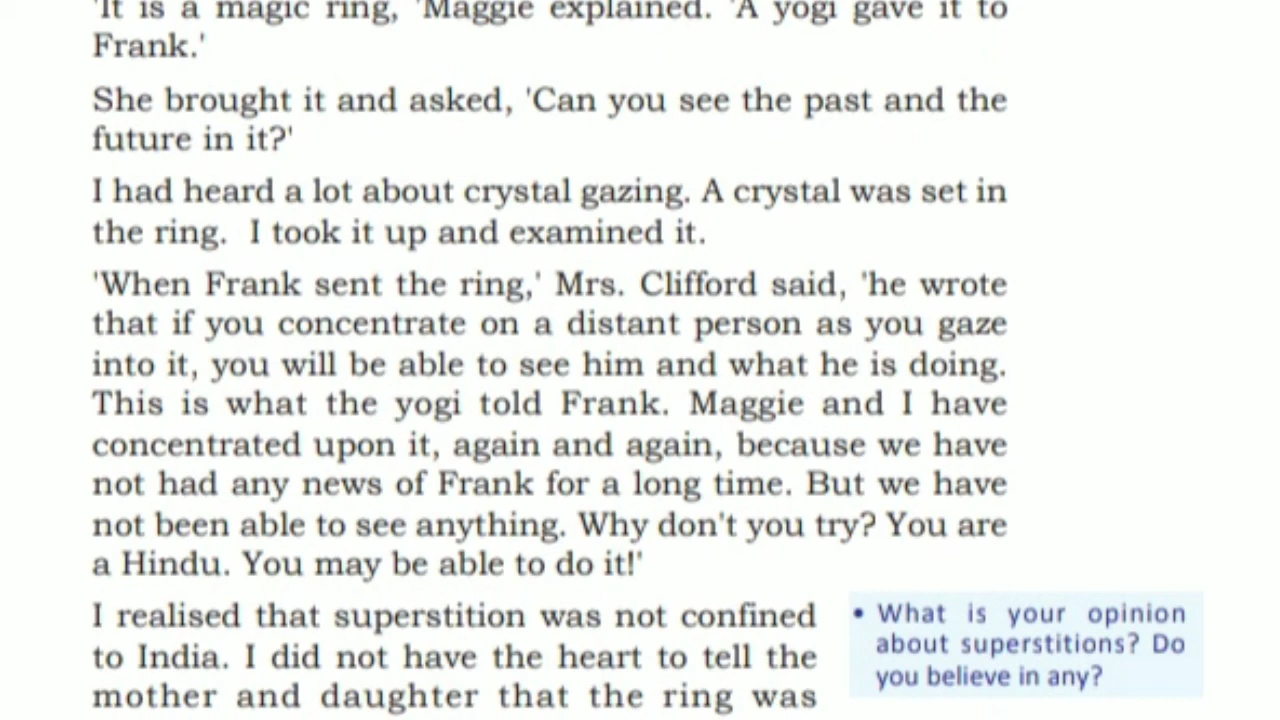 'It is a magic ring, 'Maggie explained. 'A yogi gave it to
Frank.'
She brought it and asked, 'Can you see the past and the
future in it?'
I had heard a lot about crystal gazing. A crystal was set in
the ring. I took it up and examined it.
'When Frank sent the ring,' Mrs. Clifford said, 'he wrote
that if you concentrate on a distant person as you gaze
into it, you will be able to see him and what he is doing.
This is what the yogi told Frank. Maggie and I have
concentrated upon it, again and again, because we have
not had any news of Frank for a long time. But we have
not been able to see anything. Why don't you try? You are
a Hindu. You may be able to do it!'
I realised that superstition was not confined
to India. I did not have the heart to tell the
mother and daughter that the ring was
• What is your opinion
about superstitions? Do
you believe in any?